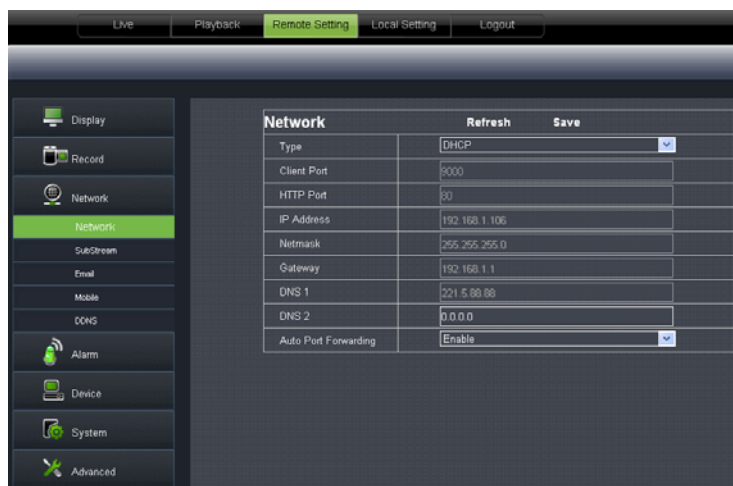 Live Playback Remote Setting Local Setting Logout
Display
Record
Network
Network
SubStream
Email
Mobile
DDNS
Alarm
Device
System
Advanced
Network Refresh Save
Type DHCP
Client Port 9000
HTTP Port 80
IP Address 192.168.1.106
Netmask 255.255.255.0
Gateway 192.168.1.1
DNS 1 221.5.88.88
DNS 2 0.0.0.0
Auto Port Forwarding Enable